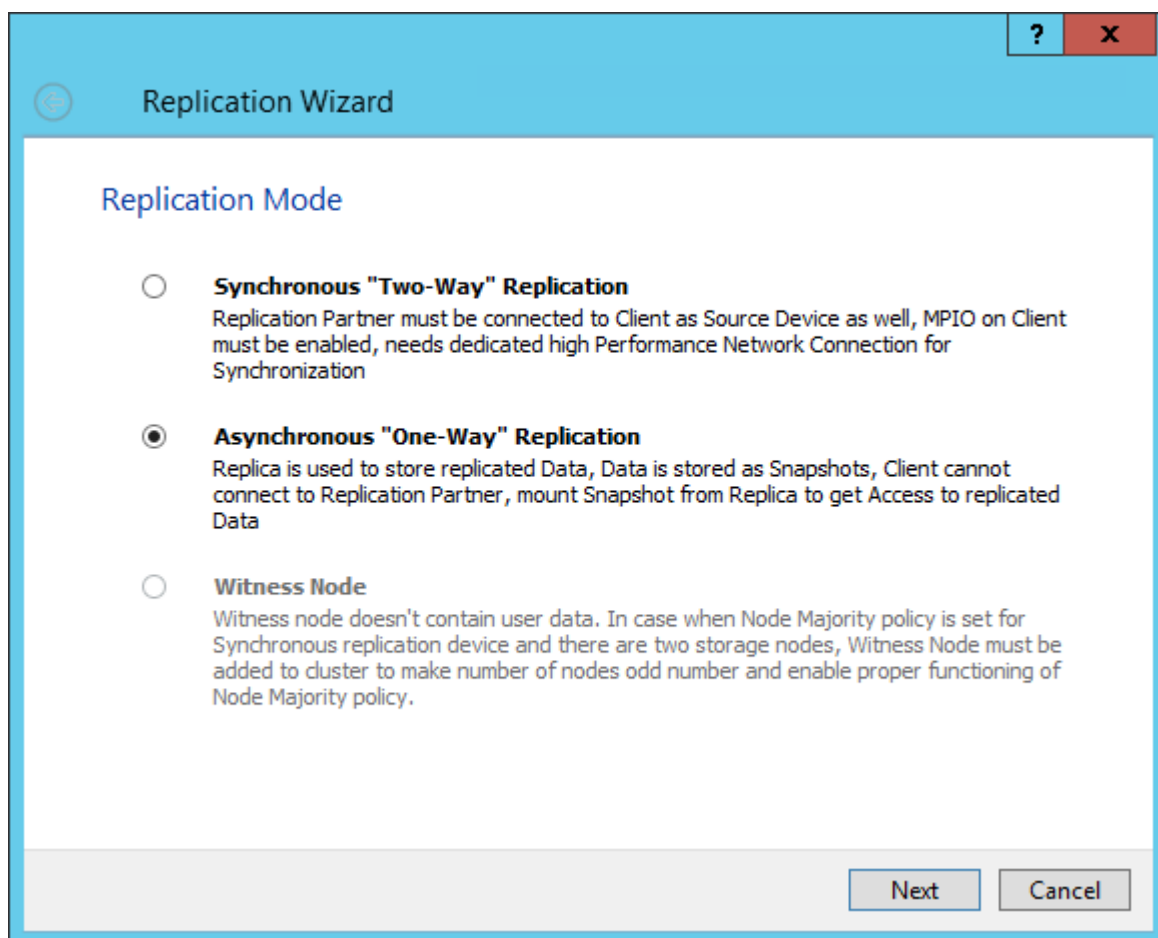 ? x
Replication Wizard
Replication Mode
Synchronous "Two-Way" Replication
Replication Partner must be connected to Client as Source Device as well, MPIO on Client
must be enabled, needs dedicated high Performance Network Connection for
Synchronization
Asynchronous "One-Way" Replication
Replica is used to store replicated Data, Data is stored as Snapshots, Client cannot
connect to Replication Partner, mount Snapshot from Replica to get Access to replicated
Data
Witness Node
Witness node doesn't contain user data. In case when Node Majority policy is set for
Synchronous replication device and there are two storage nodes, Witness Node must be
added to cluster to make number of nodes odd number and enable proper functioning of
Node Majority policy.
Next Cancel